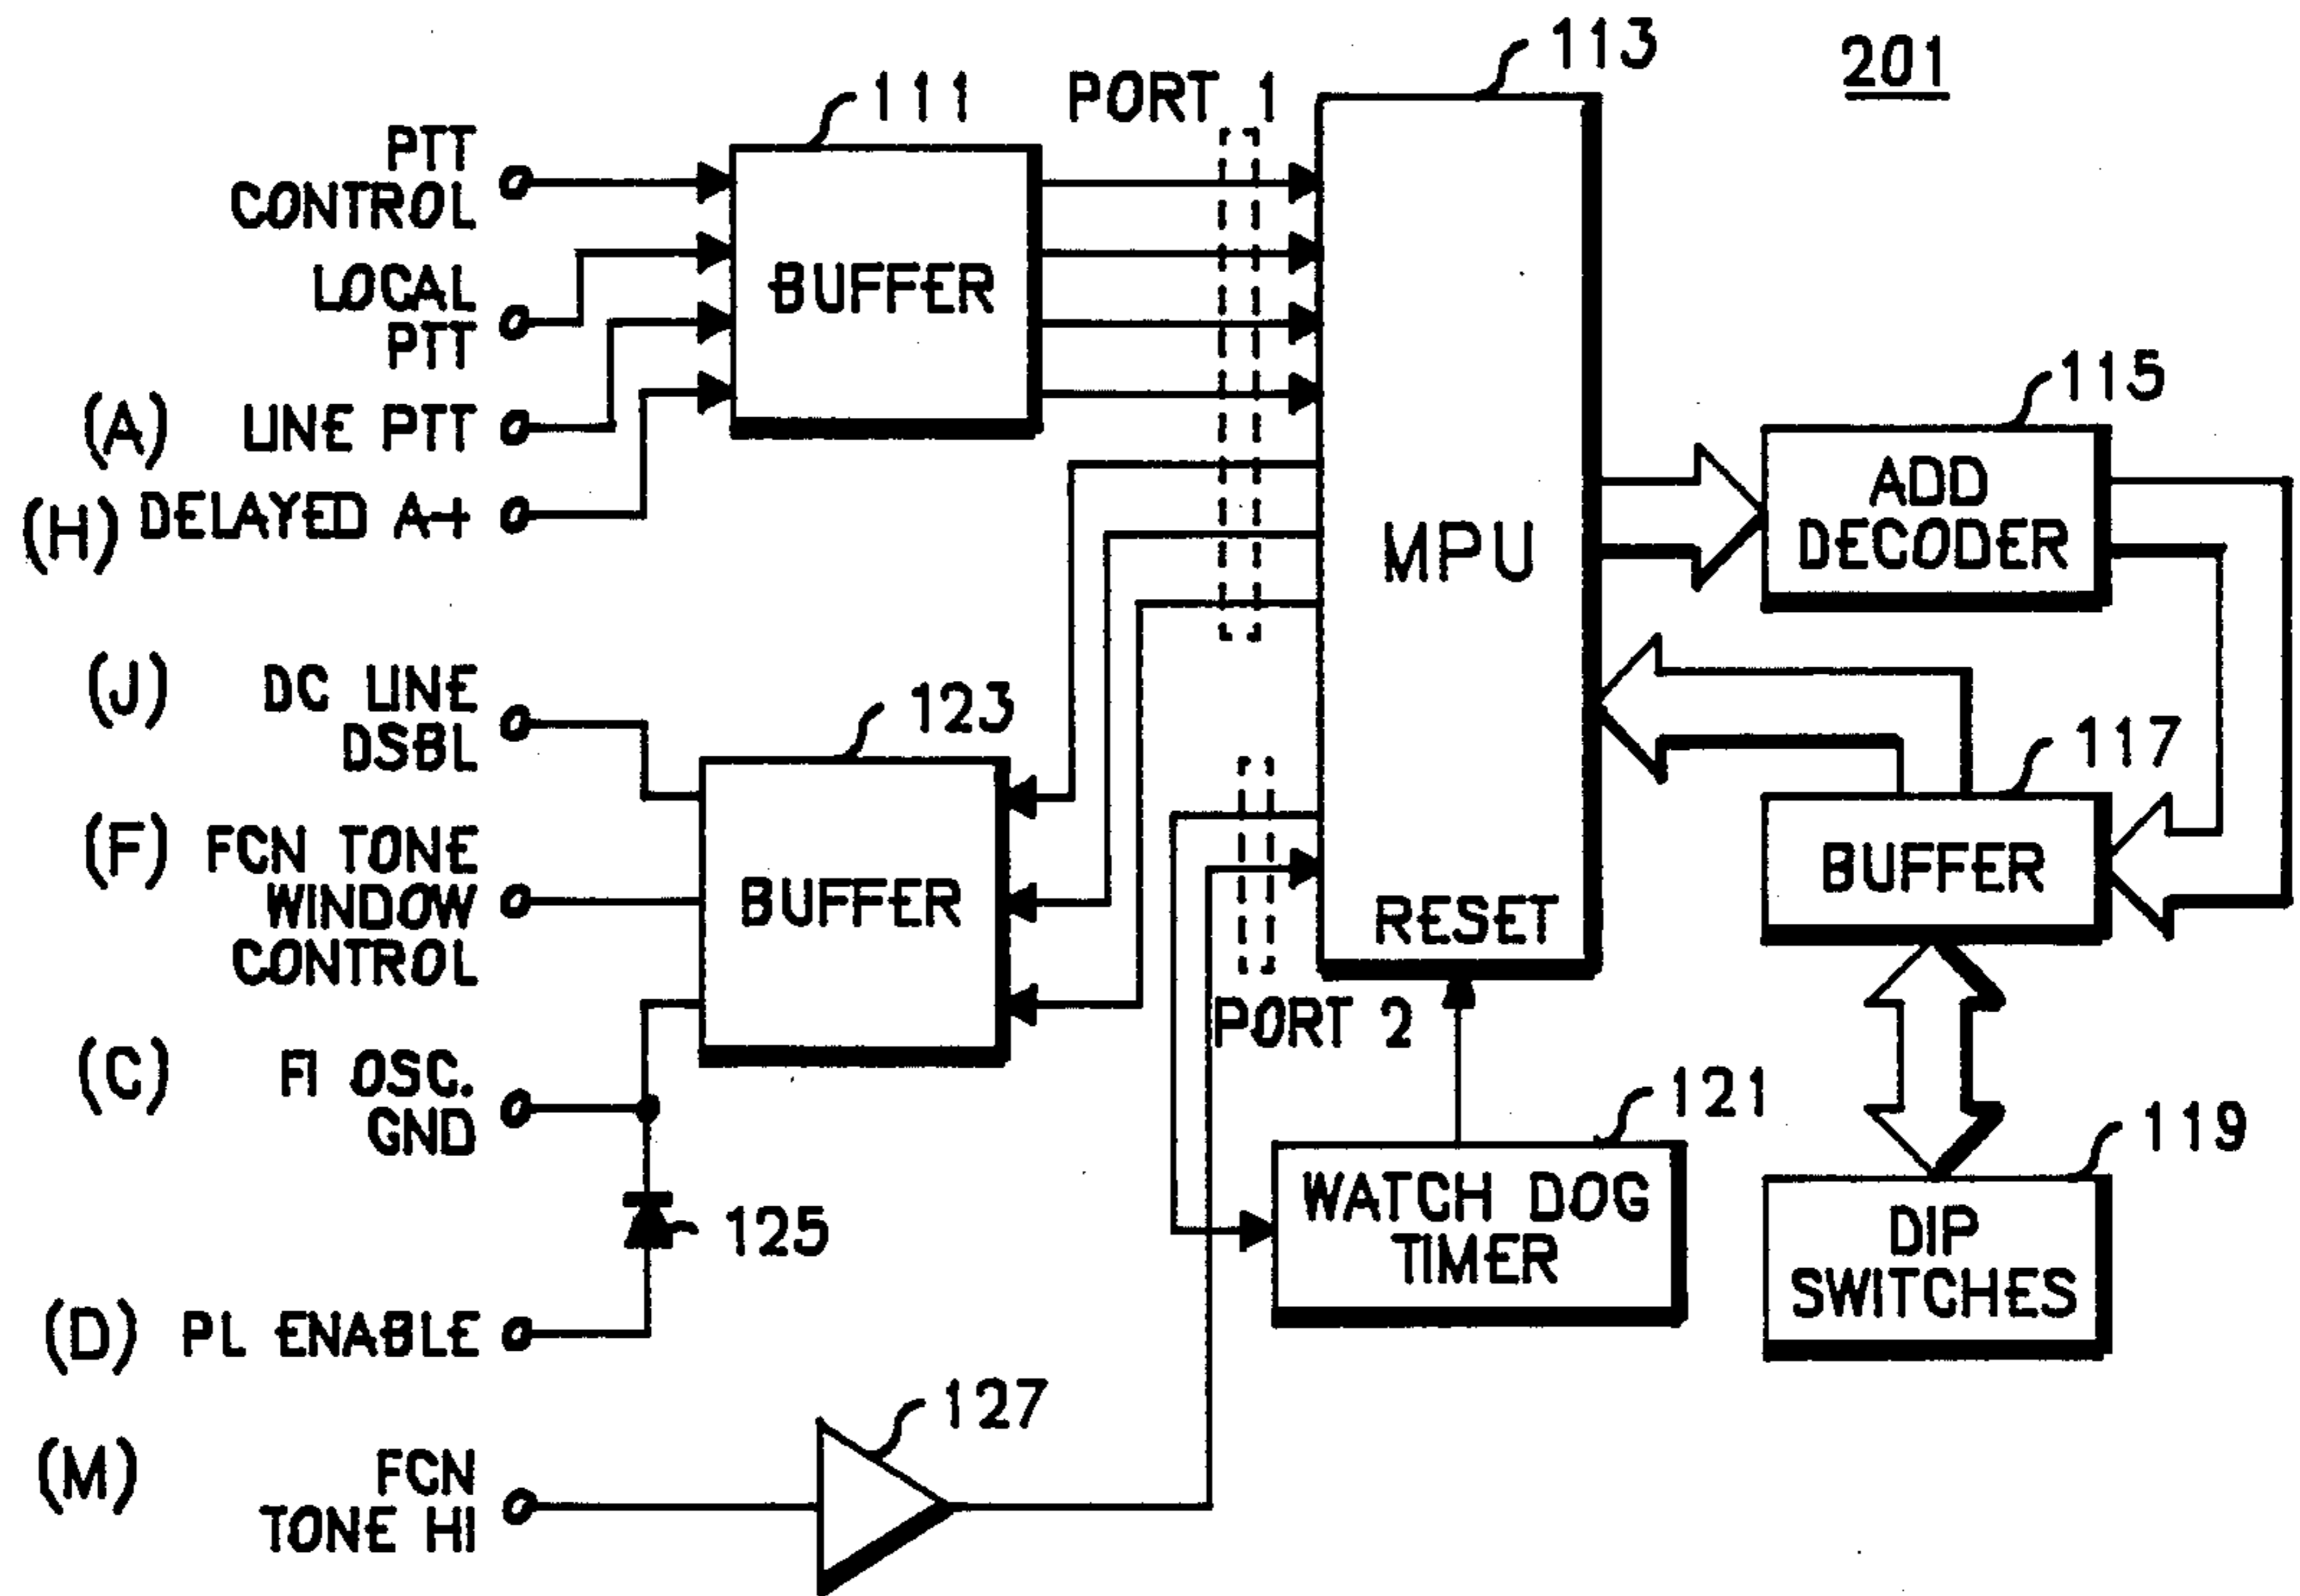 113
201
111
PORT 1
PTT
CONTROL
LOCAL
PTT
(A) LINE PTT
(H) DELAYED A+
BUFFER
MPU
115
ADD
DECODER
(J) DC LINE
DSBL
123
117
(F) FCN TONE
WINDOW
CONTROL
BUFFER
BUFFER
RESET
PORT 2
(C) F1 OSC.
GND
121
119
WATCH DOG
TIMER
125
DIP
SWITCHES
(D) PL ENABLE
127
(M) FCN
TONE HI